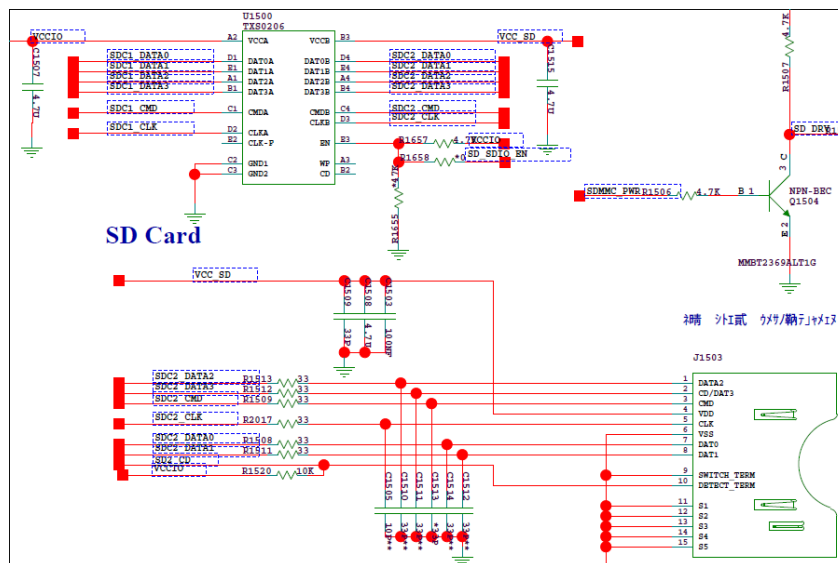 U1500
TXS0206
VCCIO A2 VCCA VCCB B3 VCC_SD
C1507
4.7U
C1515
4.7U
SDC1_DATA0 D1 DAT0A DAT0B D4 SDC2_DATA0
SDC1_DATA1 E1 DAT1A DAT1B E4 SDC2_DATA1
SDC1_DATA2 A1 DAT2A DAT2B A4 SDC2_DATA2
SDC1_DATA3 B1 DAT3A DAT3B B4 SDC2_DATA3
SDC1_CMD C1 CMDA CMDB C4 SDC2_CMD
CLKB D3 SDC2_CLK
SDC1_CLK D2 CLKA
E2 CLK-F EN E3 R1657 4.7K VCCIO
C2 GND1 WP A3 R1658 *0 SD_SDIO_EN
C3 GND2 CD B2
*47K
R1655
4.7K
R1507
SD_DRV
3 C
SDMMC_PWR R1506 4.7K B 1
NPN-BEC
Q1504
E 2
MMBT2369ALT1G
SD Card
VCC_SD
C1509
33P
C1508
4.7U
C1503
J1503
SDC2_DATA2 R1513 33 1 DATA2
SDC2_DATA3 R1512 33 2 CD/DAT3
SDC2_CMD R1509 33 3 CMD
4 VDD
SDC2_CLK R2017 33 5 CLK
6 VSS
SDC2_DATA0 R1508 33 7 DAT0
SDC2_DATA1 R1911 33 8 DAT1
VCCIO R1520 10K
9 SWITCH_TERM
10 DETECT_TERM
11 S1
12 S2
13 S3
14 S4
15 S5
C1505
10P**
C1510
33P**
C1511
33P**
C1513
C1514
33P**
C1512
33P**